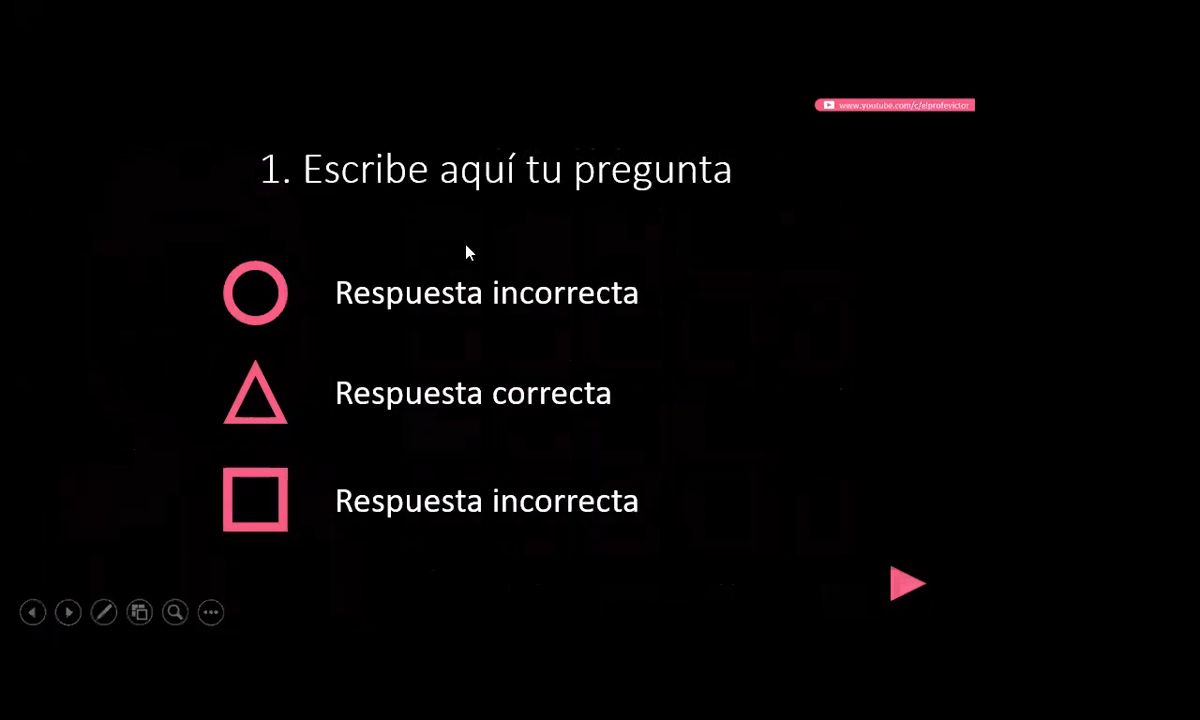 www.youtube.com/c/elprofevictor
1. Escribe aquí tu pregunta
Respuesta incorrecta
Respuesta correcta
Respuesta incorrecta